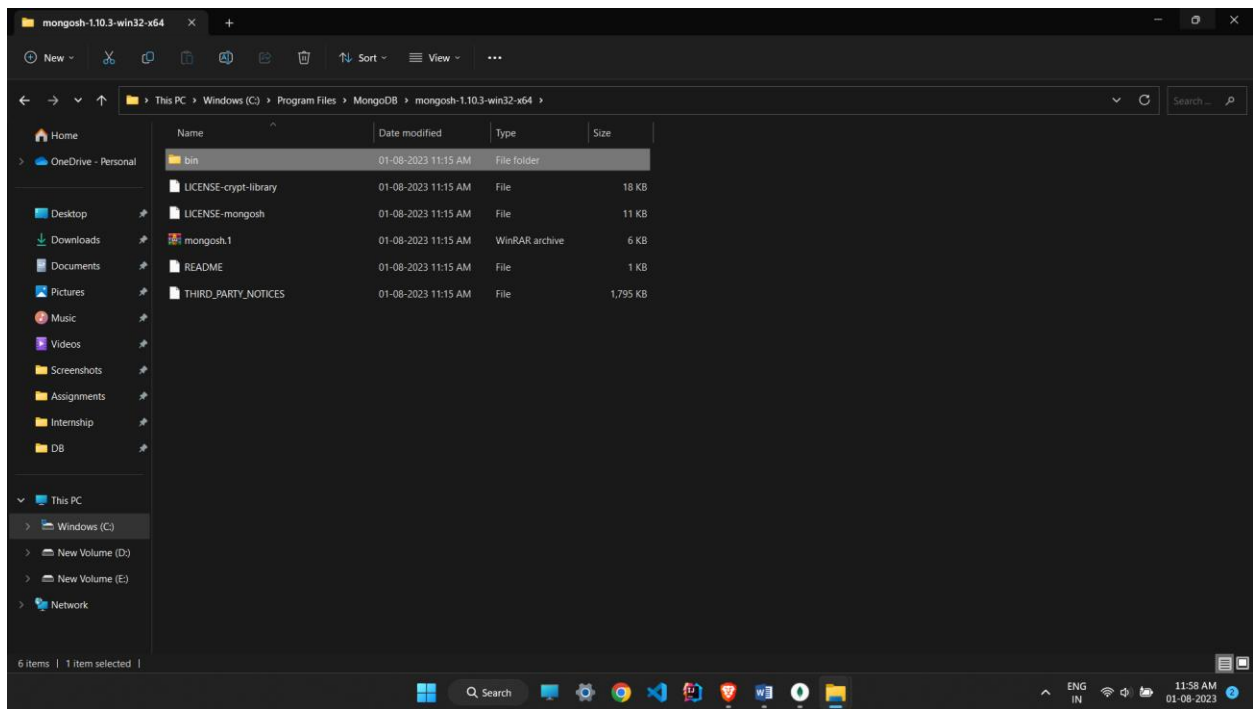 mongosh-1.10.3-win32-x64
New
Sort
View
This PC > Windows (C:) > Program Files > MongoDB > mongosh-1.10.3-win32-x64 >
Search ...
Home
OneDrive - Personal
Desktop
Downloads
Documents
Pictures
Music
Videos
Screenshots
Assignments
Internship
DB
This PC
Windows (C:)
New Volume (D:)
New Volume (E:)
Network
Name Date modified Type Size
bin 01-08-2023 11:15 AM File folder
LICENSE-crypt-library 01-08-2023 11:15 AM File 18 KB
LICENSE-mongosh 01-08-2023 11:15 AM File 11 KB
mongosh.1 01-08-2023 11:15 AM WinRAR archive 6 KB
README 01-08-2023 11:15 AM File 1 KB
THIRD_PARTY_NOTICES 01-08-2023 11:15 AM File 1,795 KB
6 items | 1 item selected |
Search
ENG
IN
11:58 AM
01-08-2023
2